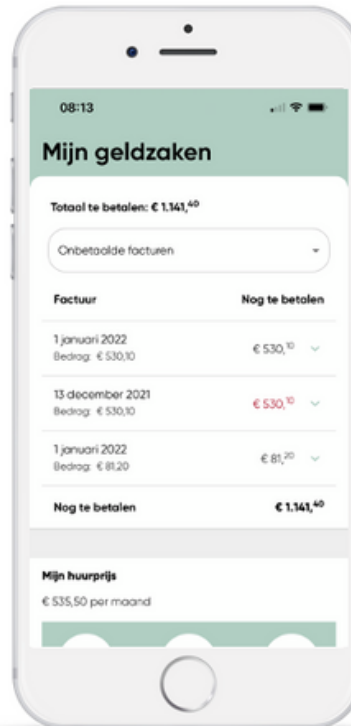 08:13
Mijn geldzaken
Totaal te betalen: € 1.141,40
Onbetaalde facturen
Factuur Nog te betalen
1 januari 2022
Bedrag: € 530,10 € 530,10
13 december 2021
Bedrag: € 530,10 € 530,10
1 januari 2022
Bedrag: € 81,20 € 81,20
Nog te betalen € 1.141,40
Mijn huurprijs
€ 535,50 per maand